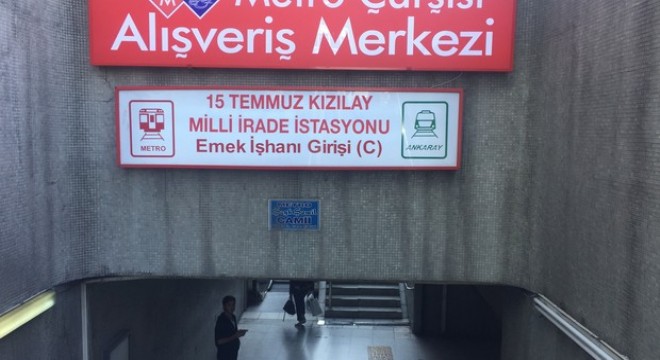 Metro Çarşısı
Alışveriş Merkezi
15 TEMMUZ KIZILAY
MİLLİ İRADE İSTASYONU
Emek İşhanı Girişi (C)
METRO
ANKARAY
CAMİİ